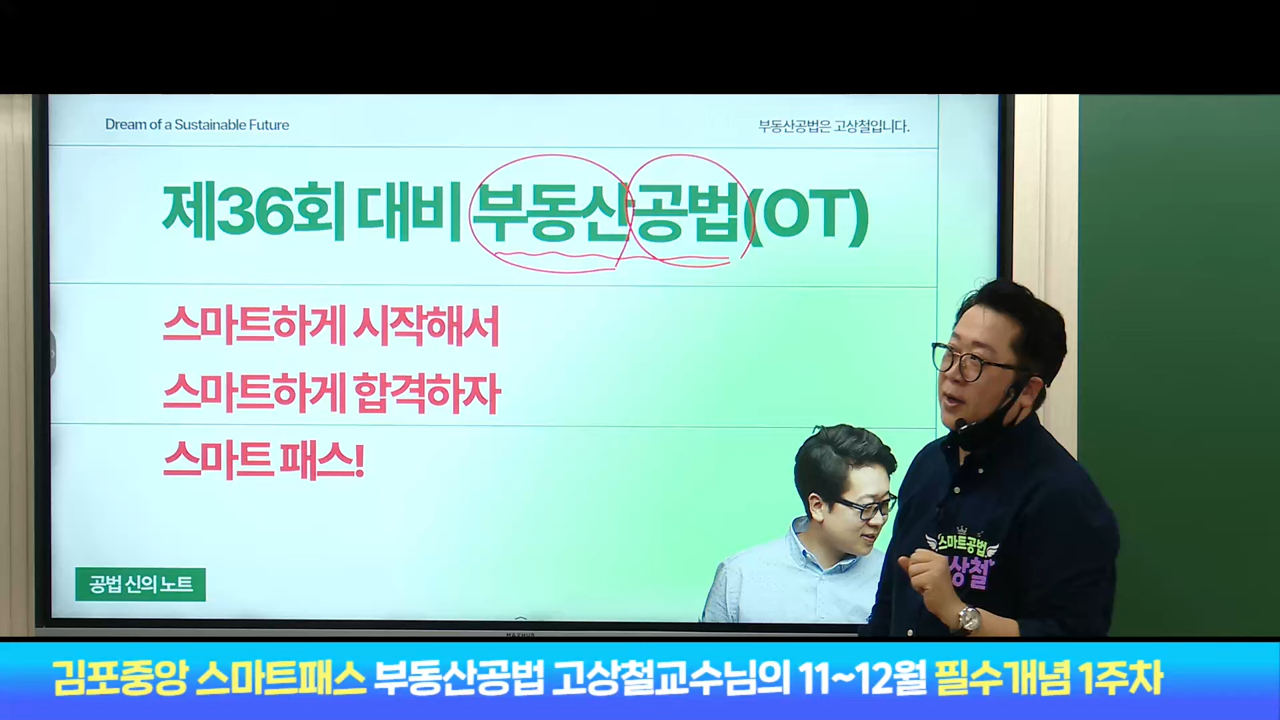 Dream of a Sustainable Future
부동산공법은 고상철입니다.
제36회 대비 부동산공법(OT)
스마트하게 시작해서
스마트하게 합격하자
스마트 패스!
공법 신의 노트
스마트공법
상철
MAXHUB
김포중앙 스마트패스 부동산공법 고상철교수님의 11~12월 필수개념 1주차